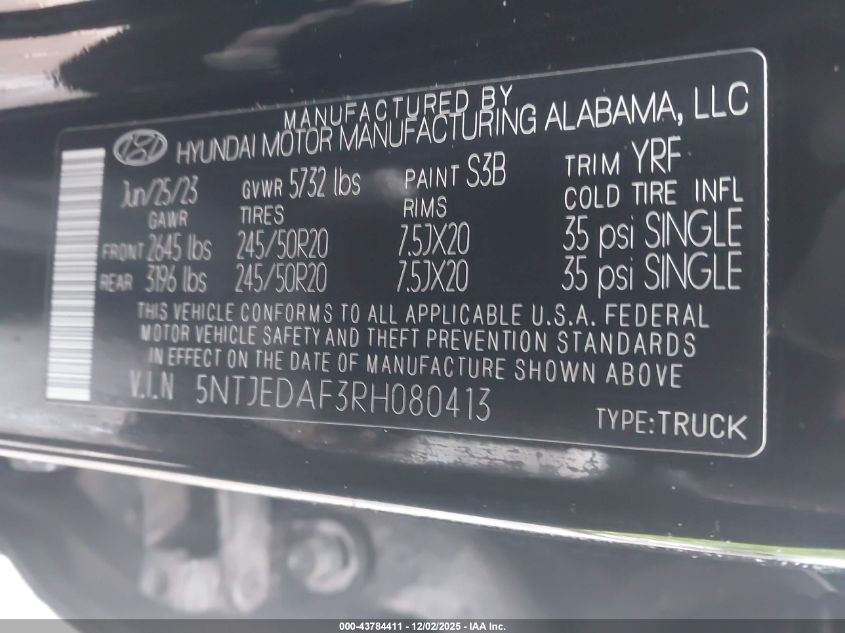 MANUFACTURED BY
HYUNDAI MOTOR MANUFACTURING ALABAMA, LLC
Jun/25/23 GVWR 5732 lbs PAINT S3B TRIM YRF
GAWR TIRES RIMS COLD TIRE INFL
FRONT 2645 lbs 245/50R20 7.5JX20 35 psi SINGLE
REAR 3196 lbs 245/50R20 7.5JX20 35 psi SINGLE
THIS VEHICLE CONFORMS TO ALL APPLICABLE U.S.A. FEDERAL
MOTOR VEHICLE SAFETY AND THEFT PREVENTION STANDARDS
IN EFFECT ON THE DATE OF MANUFACTURE SHOWN ABOVE
V.I.N 5NTJEDAF3RH080413
TYPE:TRUCK
000-43784411 - 12/02/2025 - IAA Inc.